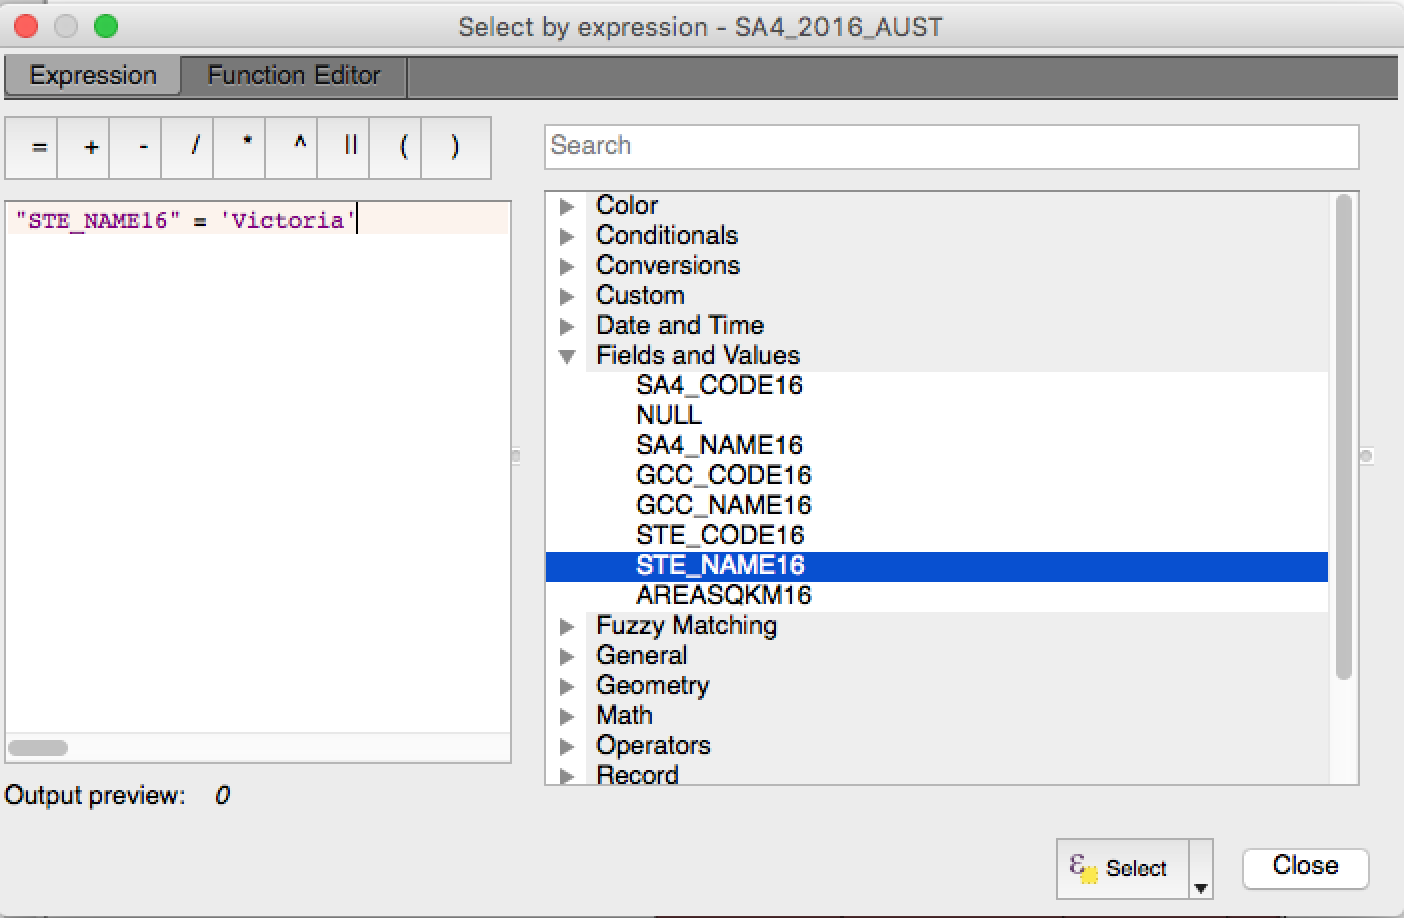 Select by expression - SA4_2016_AUST
Expression Function Editor
= + - / * ^ || ( )
Search
"STE_NAME16" = 'Victoria'
Color
Conditionals
Conversions
Custom
Date and Time
Fields and Values
SA4_CODE16
NULL
SA4_NAME16
GCC_CODE16
GCC_NAME16
STE_CODE16
STE_NAME16
AREASQKM16
Fuzzy Matching
General
Geometry
Math
Operators
Record
Output preview: 0
ε Select
Close